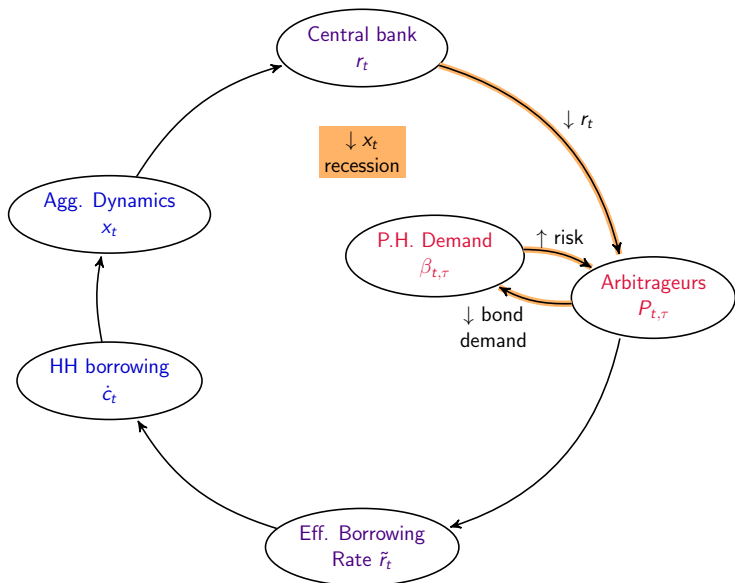 Central bank
r_t
↓ r_t
↓ x_t
recession
Agg. Dynamics
x_t
P.H. Demand
β_{t,τ}
↑ risk
Arbitrageurs
P_{t,τ}
↓ bond
demand
HH borrowing
ċ_t
Eff. Borrowing
Rate r̃_t